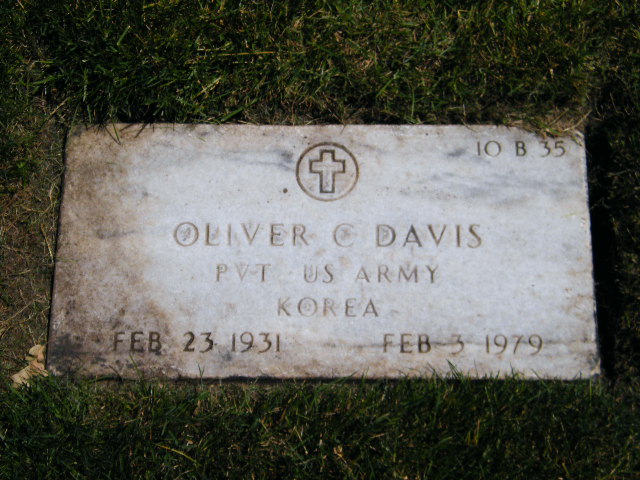 10 B 35
OLIVER C DAVIS
PVT US ARMY
KOREA
FEB 23 1931 FEB 3 1979